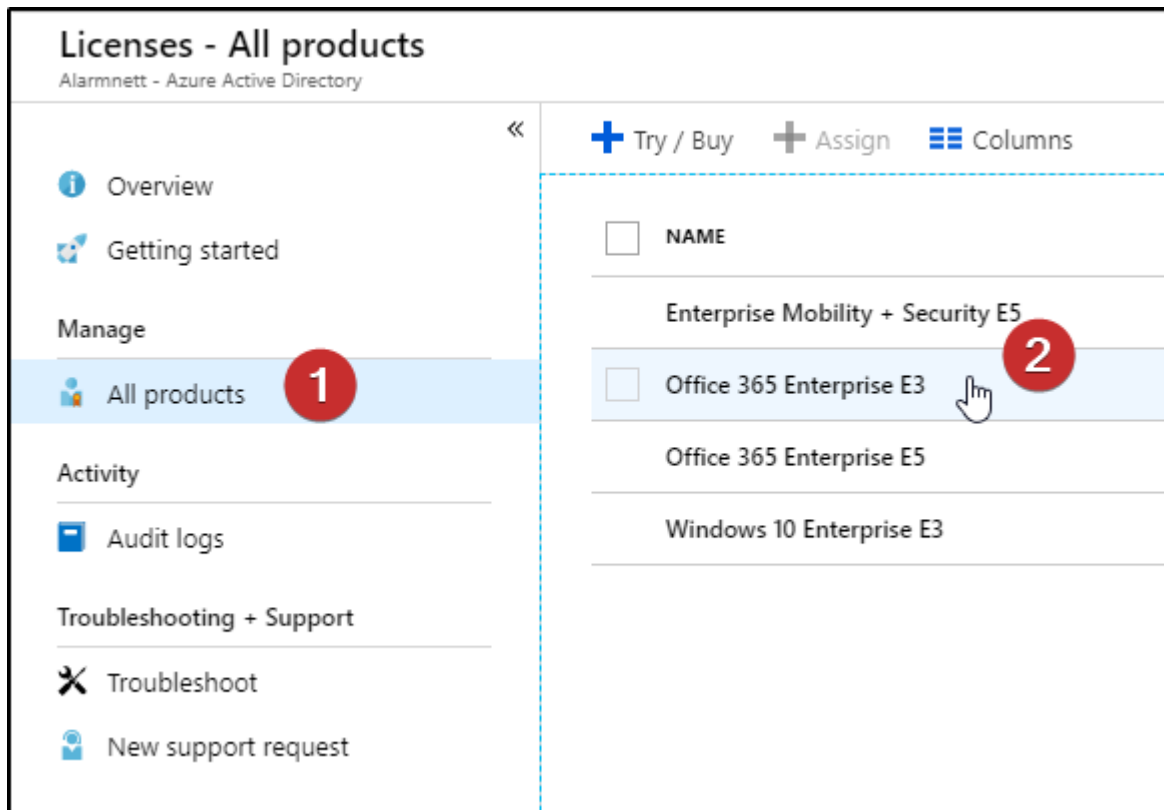 Licenses - All products
Alarmnett - Azure Active Directory
«
Overview
Getting started
Manage
All products 1
Activity
Audit logs
Troubleshooting + Support
Troubleshoot
New support request
Try / Buy Assign Columns
NAME
Enterprise Mobility + Security E5
2
Office 365 Enterprise E3
Office 365 Enterprise E5
Windows 10 Enterprise E3